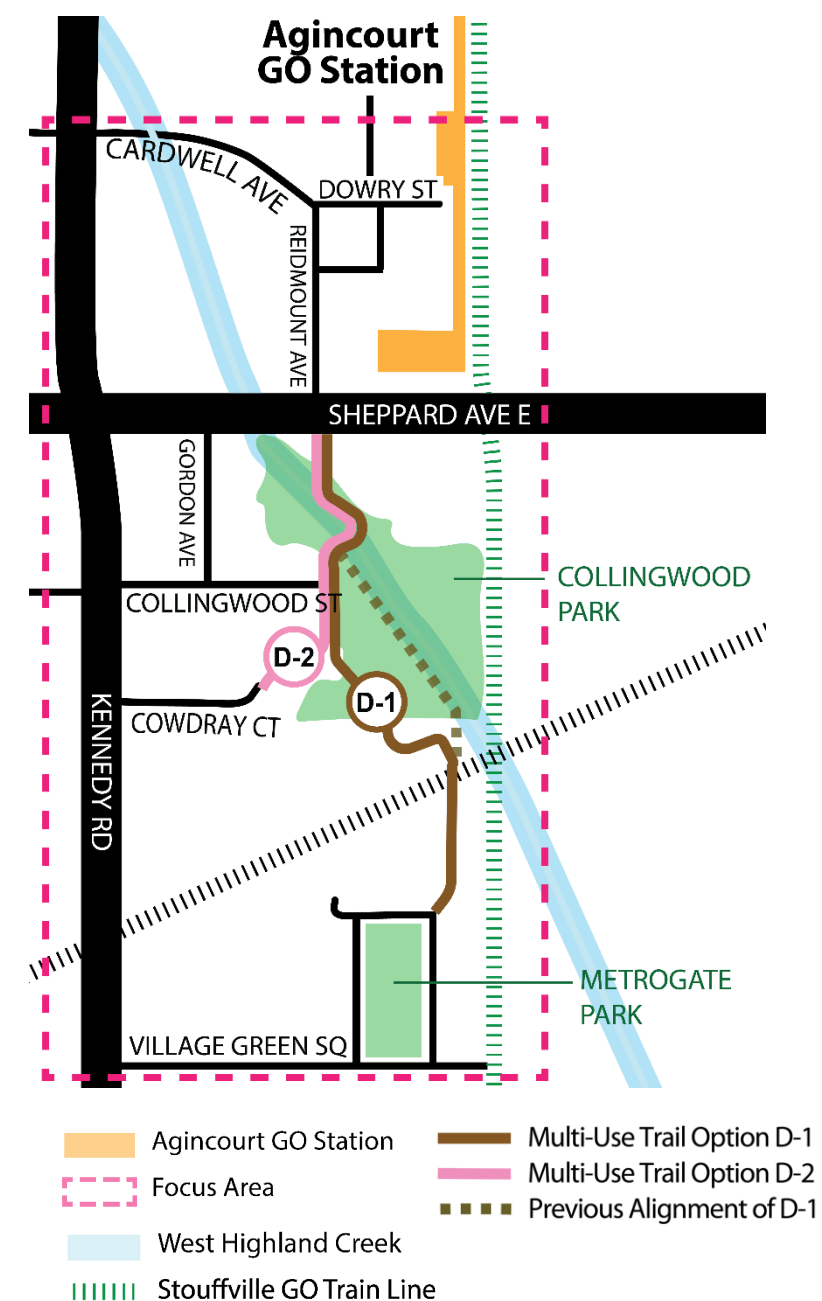 Agincourt
GO Station
CARDWELL AVE
DOWRY ST
REIDMOUNT AVE
SHEPPARD AVE E
GORDON AVE
COLLINGWOOD ST
COLLINGWOOD
PARK
D-2
D-1
COWDRAY CT
KENNEDY RD
METROGATE
PARK
VILLAGE GREEN SQ
Agincourt GO Station
Focus Area
West Highland Creek
Stouffville GO Train Line
Multi-Use Trail Option D-1
Multi-Use Trail Option D-2
Previous Alignment of D-1